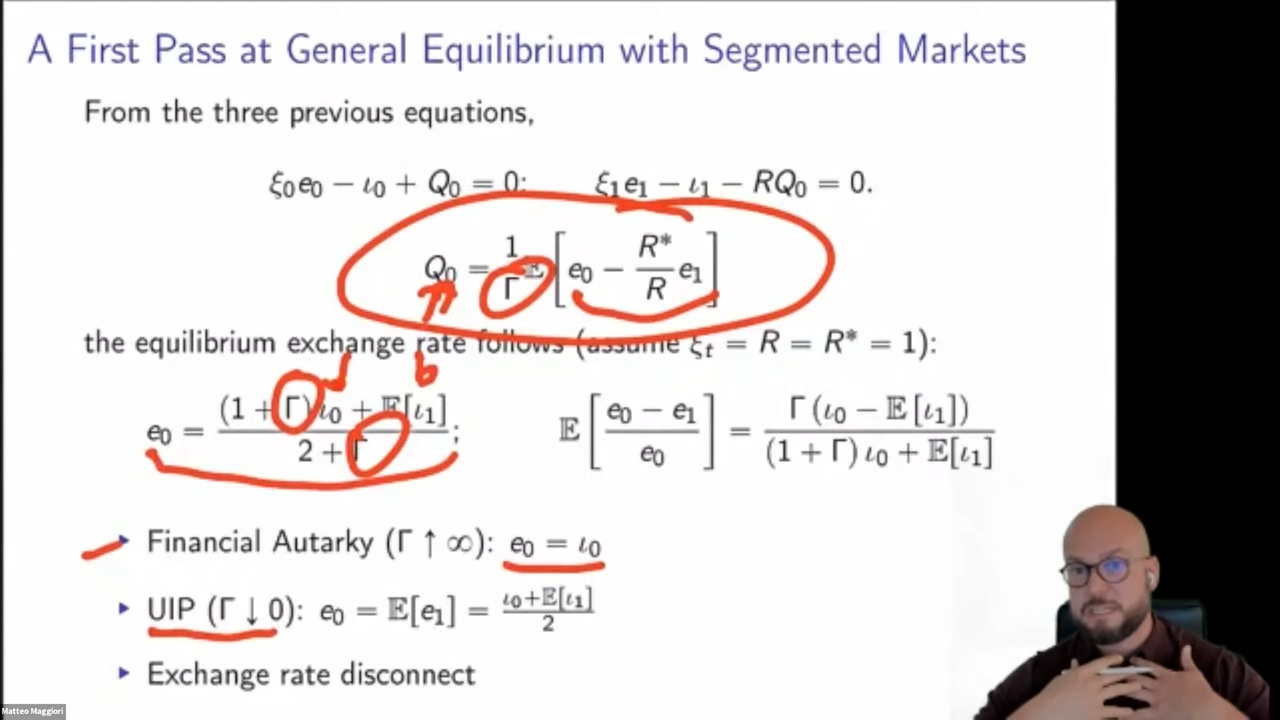 A First Pass at General Equilibrium with Segmented Markets
From the three previous equations,
ξ₀e₀ − ι₀ + Q₀ = 0; ξ₁e₁ − ι₁ − RQ₀ = 0.
Q₀ = 1/Γ 𝔼[e₀ − R*/R e₁]
the equilibrium exchange rate follows (assume ξₜ = R = R* = 1):
e₀ = ((1 + Γ)ι₀ + 𝔼[ι₁])/(2 + Γ); 𝔼[(e₀ − e₁)/e₀] = Γ(ι₀ − 𝔼[ι₁])/((1 + Γ)ι₀ + 𝔼[ι₁])
▸ Financial Autarky (Γ ↑ ∞): e₀ = ι₀
▸ UIP (Γ ↓ 0): e₀ = 𝔼[e₁] = (ι₀+𝔼[ι₁])/2
▸ Exchange rate disconnect
Matteo Maggiori